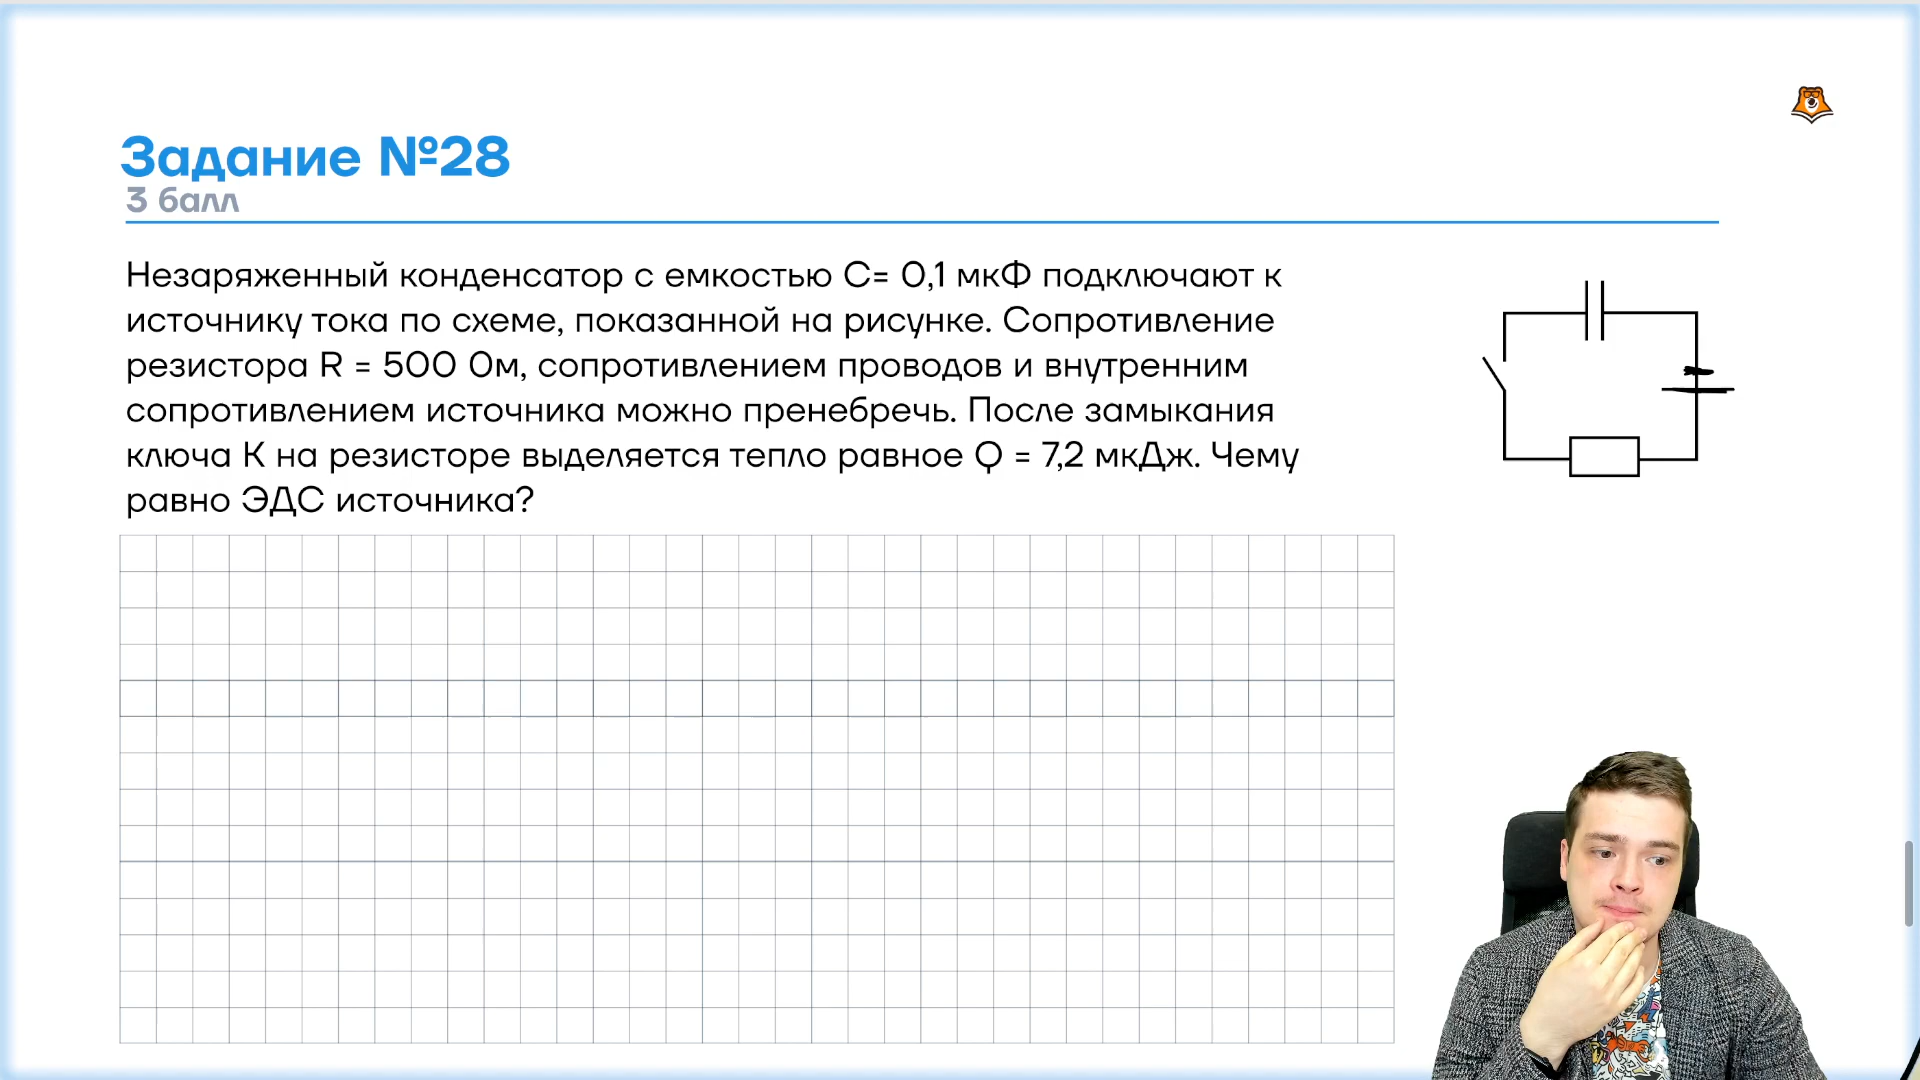 Задание №28
3 балл
Незаряженный конденсатор с емкостью С= 0,1 мкФ подключают к
источнику тока по схеме, показанной на рисунке. Сопротивление
резистора R = 500 Ом, сопротивлением проводов и внутренним
сопротивлением источника можно пренебречь. После замыкания
ключа К на резисторе выделяется тепло равное Q = 7,2 мкДж. Чему
равно ЭДС источника?